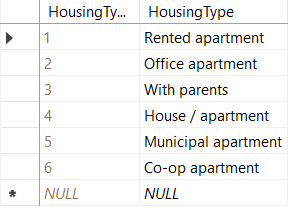 HousingTy... HousingType
1 Rented apartment
2 Office apartment
3 With parents
4 House / apartment
5 Municipal apartment
6 Co-op apartment
NULL NULL